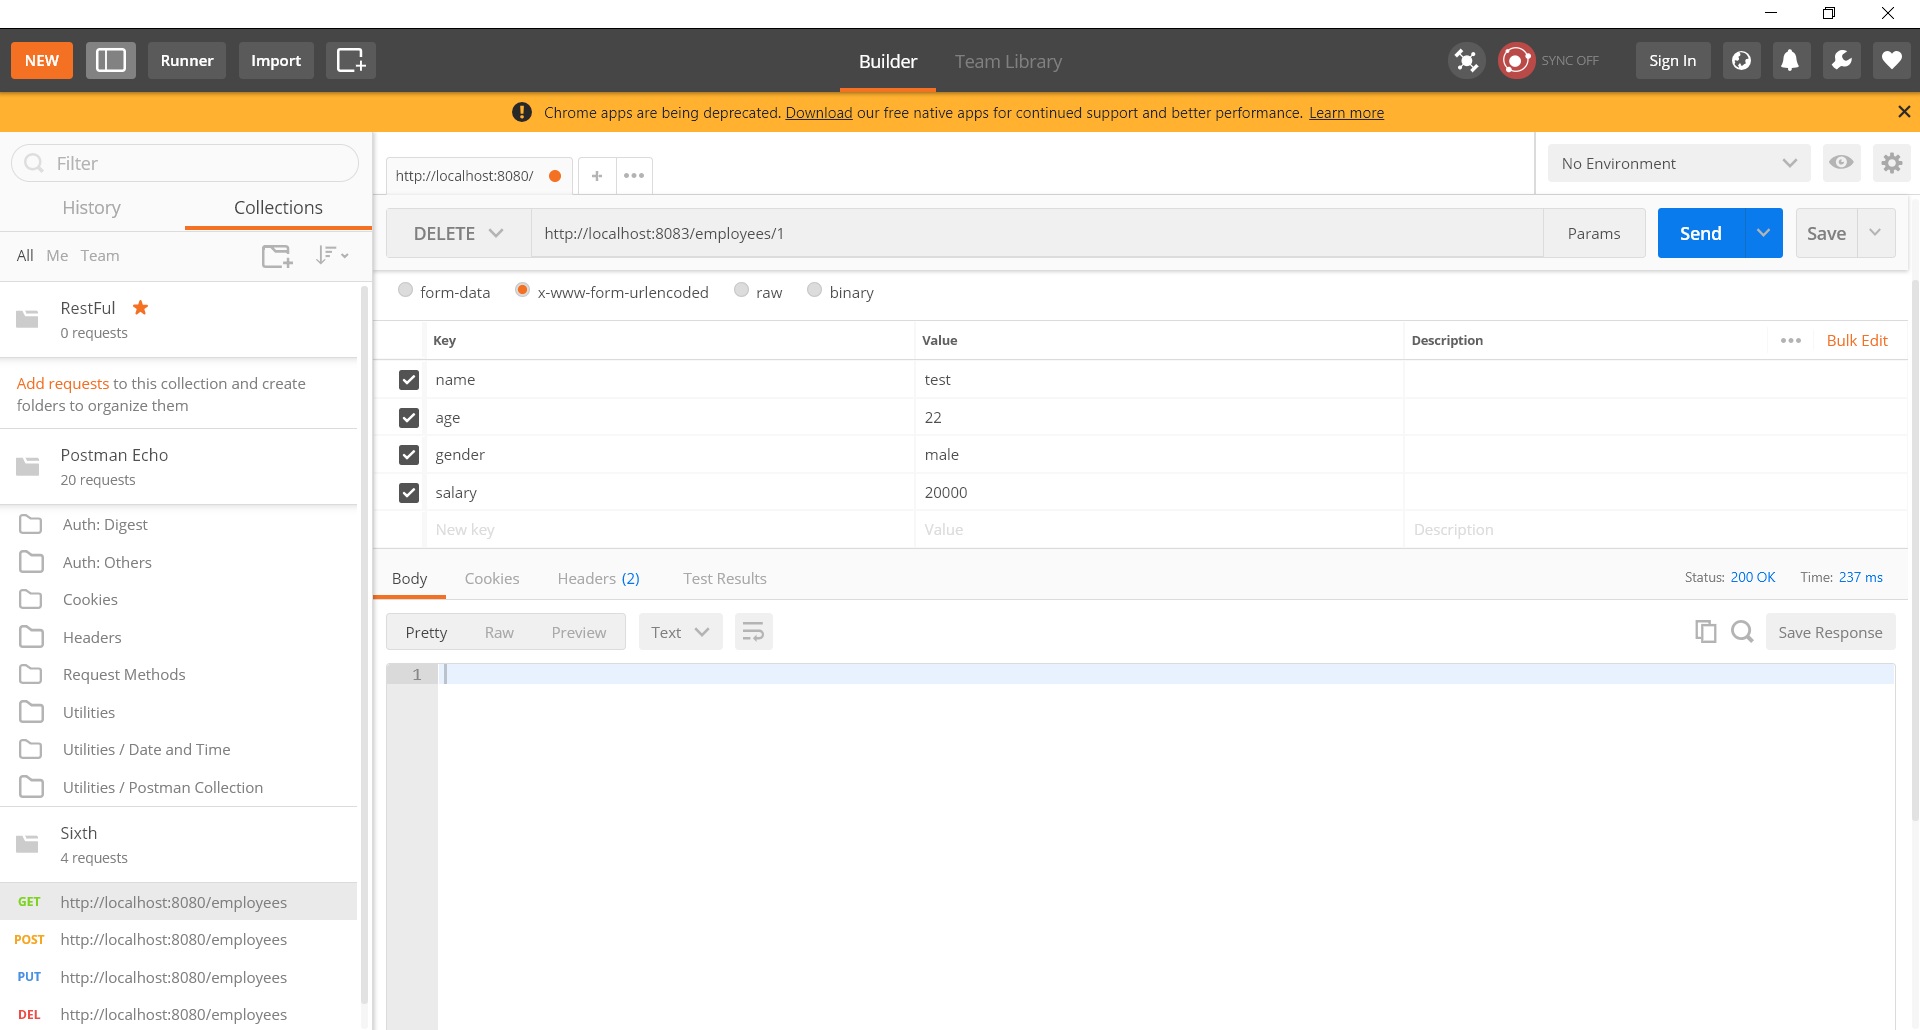 NEW Runner Import Builder Team Library SYNC OFF Sign In
Chrome apps are being deprecated. Download our free native apps for continued support and better performance. Learn more
Filter
History Collections
All Me Team
RestFul
0 requests
Add requests to this collection and create
folders to organize them
Postman Echo
20 requests
Auth: Digest
Auth: Others
Cookies
Headers
Request Methods
Utilities
Utilities / Date and Time
Utilities / Postman Collection
Sixth
4 requests
GET http://localhost:8080/employees
POST http://localhost:8080/employees
PUT http://localhost:8080/employees
DEL http://localhost:8080/employees
http://localhost:8080/
No Environment
DELETE http://localhost:8083/employees/1 Params Send Save
form-data x-www-form-urlencoded raw binary
Key Value Description Bulk Edit
name test
age 22
gender male
salary 20000
New key Value Description
Body Cookies Headers (2) Test Results Status: 200 OK Time: 237 ms
Pretty Raw Preview Text Save Response
1